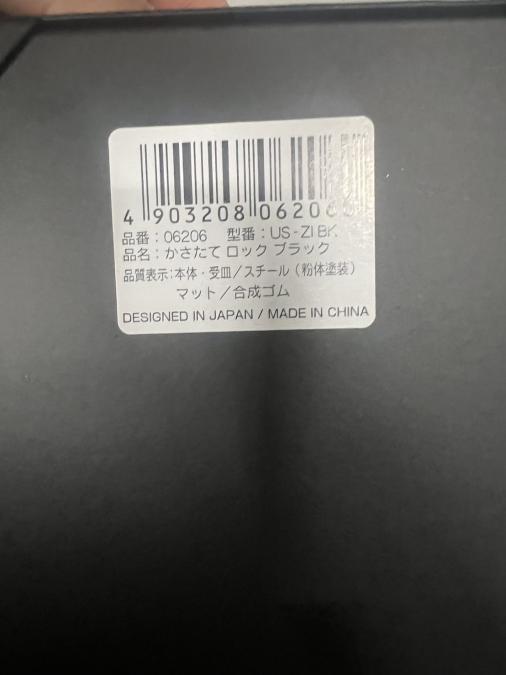 4 903208 06206
品番：06206 型番：US-ZI BK
品名：かさたて ロック ブラック
品質表示:本体・受皿／スチール（粉体塗装）
マット／合成ゴム
DESIGNED IN JAPAN / MADE IN CHINA